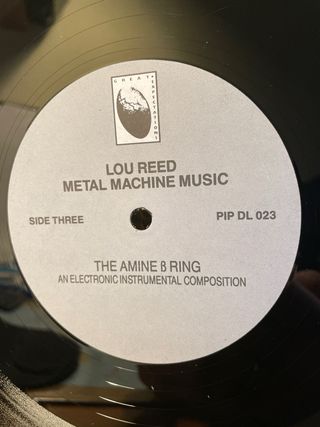 GREAT EXPECTATIONS
LOU REED
METAL MACHINE MUSIC
SIDE THREE
PIP DL 023
THE AMINE β RING
AN ELECTRONIC INSTRUMENTAL COMPOSITION